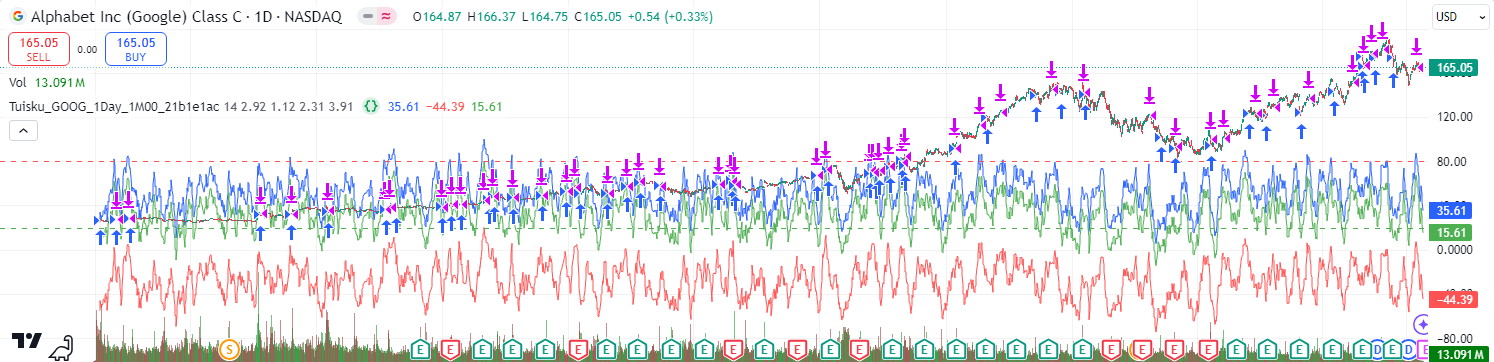 Alphabet Inc (Google) Class C · 1D · NASDAQ O164.87 H166.37 L164.75 C165.05 +0.54 (+0.33%)
USD
165.05 0.00 165.05
SELL BUY
165.05
Vol 13.091M
Tuisku_GOOG_1Day_1M00_21b1e1ac 14 2.92 1.12 2.31 3.91 {} 35.61 −44.39 15.61
120.00
80.00
35.61
15.61
0.0000
−44.39
−80.00
13.091M
S E E E E E E E E E E E E E E E E E E E E E E E E E E E E E E E E D E D E